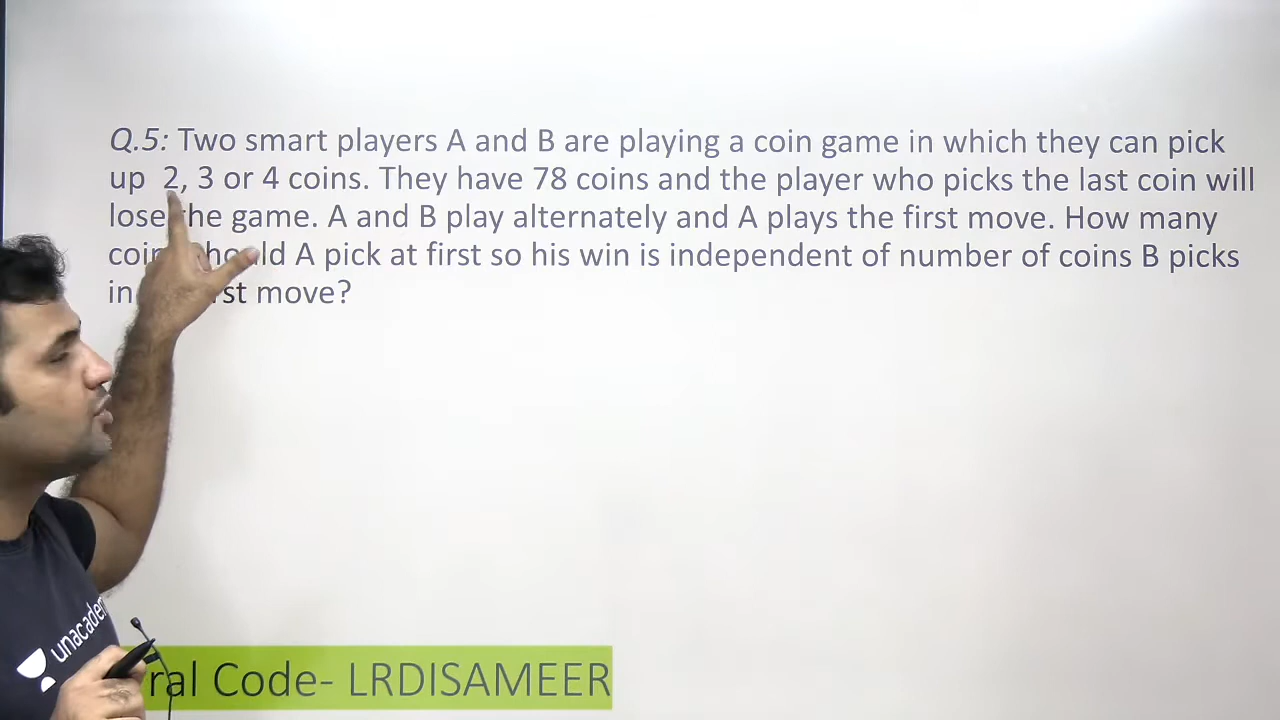 Q.5: Two smart players A and B are playing a coin game in which they can pick
up 2, 3 or 4 coins. They have 78 coins and the player who picks the last coin will
lose the game. A and B play alternately and A plays the first move. How many
should A pick at first so his win is independent of number of coins B picks
in move?
unacadem
ral Code- LRDISAMEER